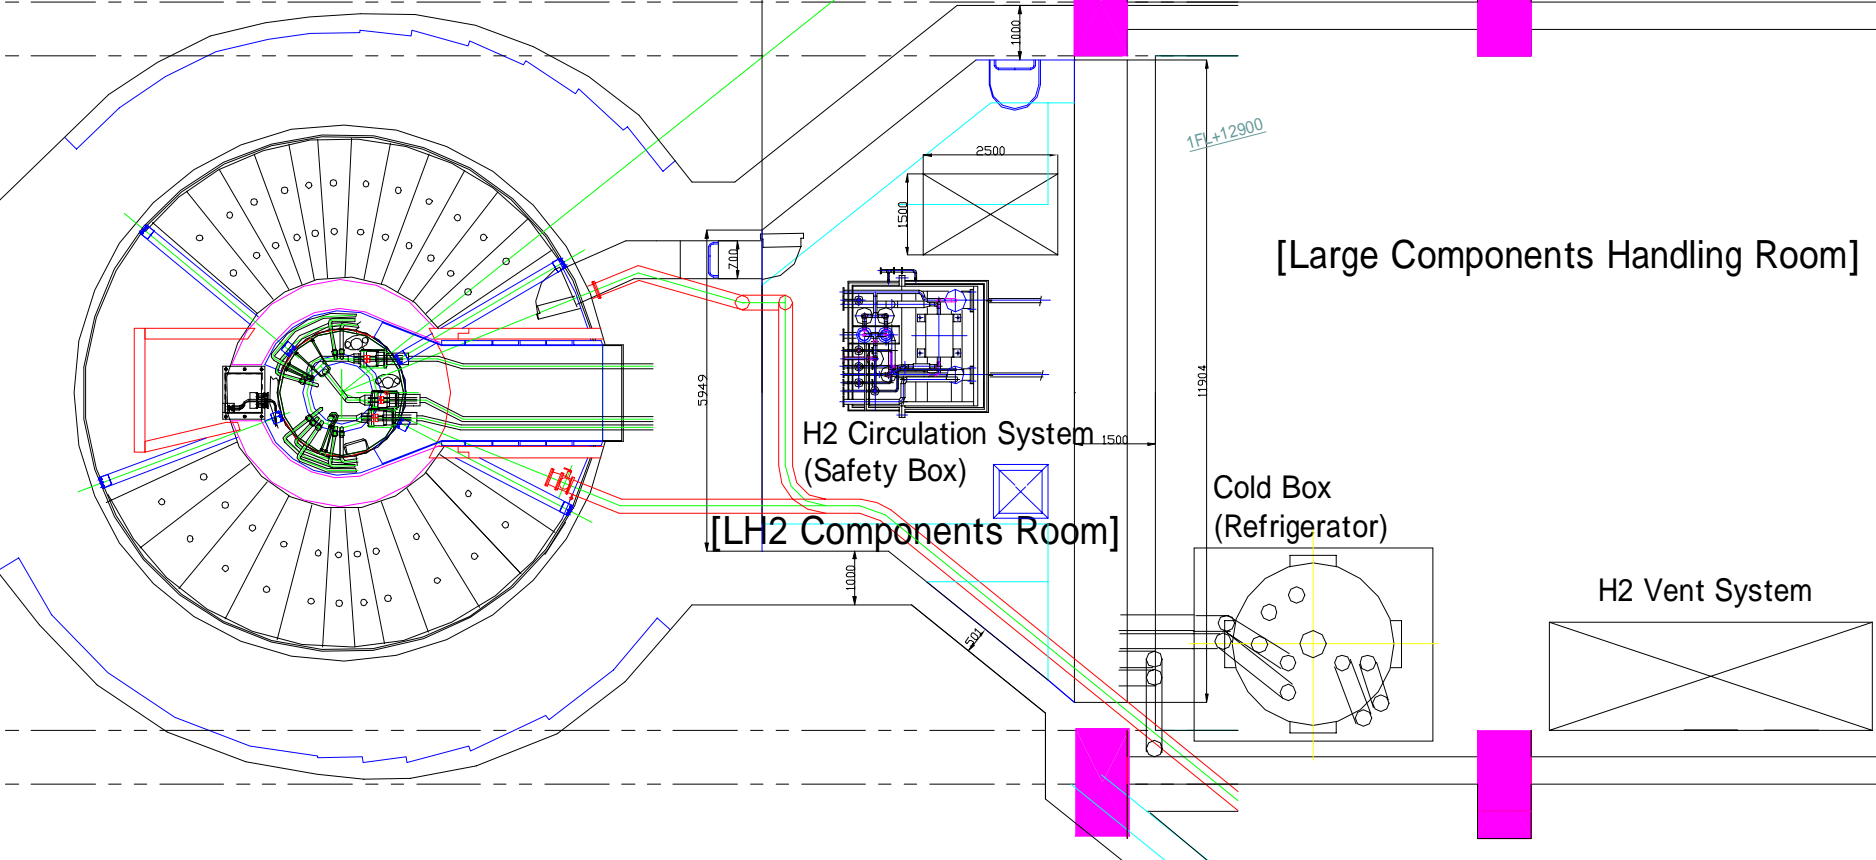 1000
1FL+12900
2500
1500
700
[Large Components Handling Room]
5949
11904
H2 Circulation System
(Safety Box)
1500
Cold Box
(Refrigerator)
[LH2 Components Room]
1000
H2 Vent System
1501